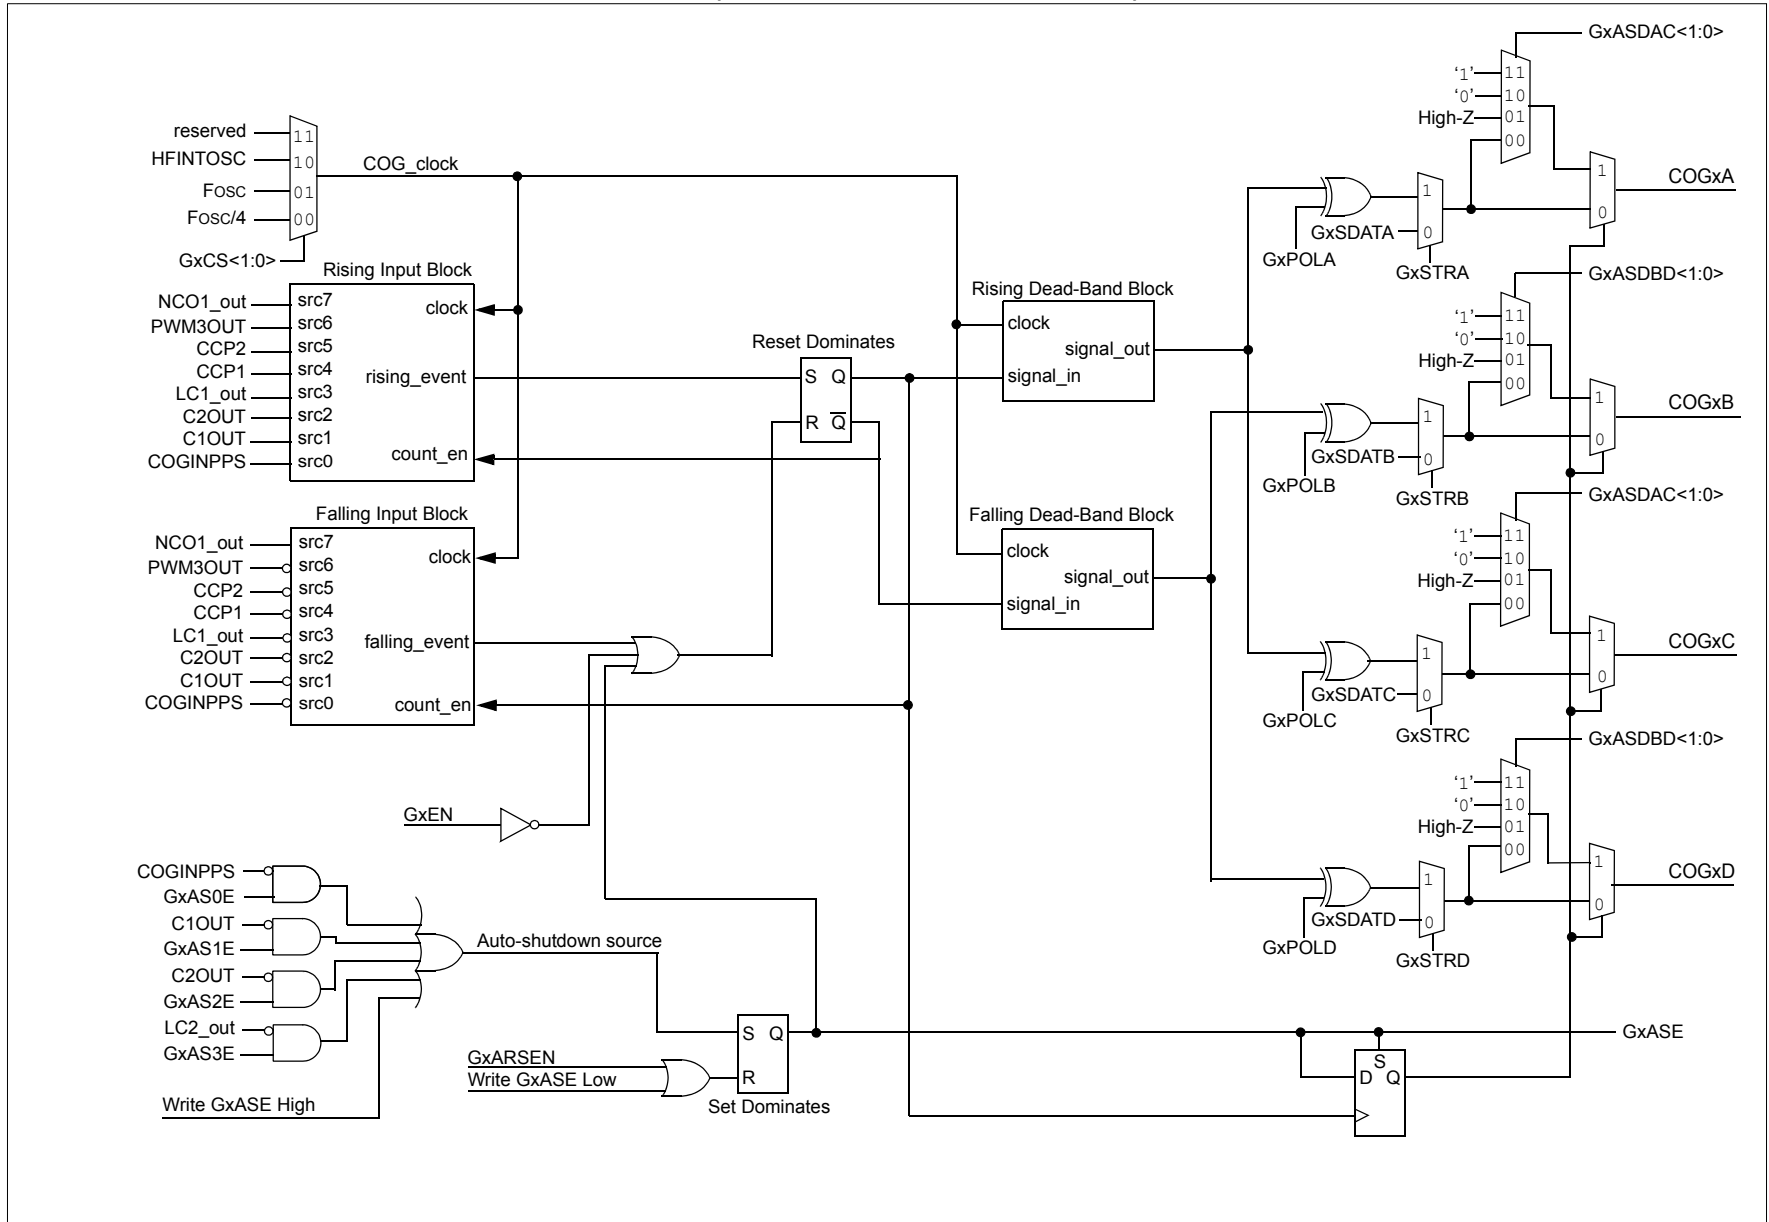 GxASDAC<1:0>
'1'
11
'0'
10
High-Z
01
00
reserved
11
HFINTOSC
10
FOSC
01
FOSC/4
00
GxCS<1:0>
COG_clock
1
COGxA
0
1
GxSDATA
0
GxPOLA
GxSTRA
Rising Input Block
NCO1_out
src7
clock
PWM3OUT
src6
CCP2
src5
CCP1
src4
rising_event
LC1_out
src3
C2OUT
src2
C1OUT
src1
count_en
COGINPPS
src0
Reset Dominates
S Q
R Q
Rising Dead-Band Block
clock
signal_out
signal_in
GxASDBD<1:0>
'1'
11
'0'
10
High-Z
01
00
1
COGxB
0
1
GxSDATB
0
GxPOLB
GxSTRB
Falling Input Block
NCO1_out
src7
clock
PWM3OUT
src6
CCP2
src5
CCP1
src4
LC1_out
src3
falling_event
C2OUT
src2
C1OUT
src1
COGINPPS
src0
count_en
Falling Dead-Band Block
clock
signal_out
signal_in
GxASDAC<1:0>
'1'
11
'0'
10
High-Z
01
00
1
COGxC
0
1
GxSDATC
0
GxPOLC
GxSTRC
GxASDBD<1:0>
'1'
11
'0'
10
High-Z
01
00
1
COGxD
0
1
GxSDATD
0
GxPOLD
GxSTRD
GxEN
COGINPPS
GxAS0E
C1OUT
GxAS1E
C2OUT
GxAS2E
LC2_out
GxAS3E
Write GxASE High
Auto-shutdown source
GxARSEN
Write GxASE Low
S Q
R
Set Dominates
GxASE
S
D Q